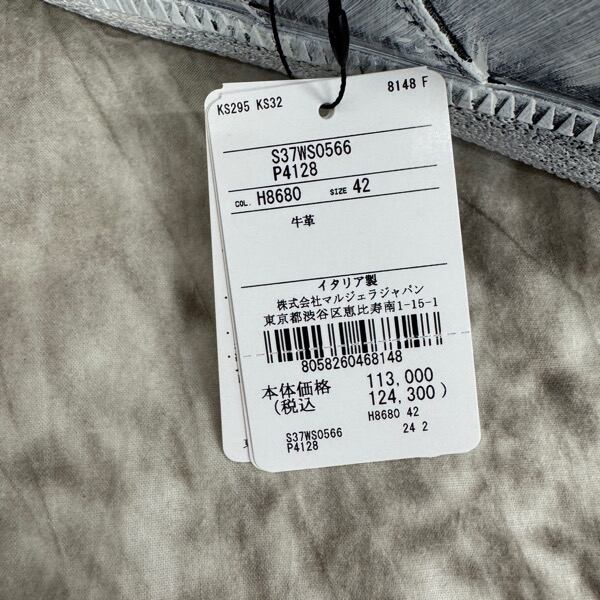 KS295 KS32 8148 F
S37WS0566
P4128
COL. H8680 SIZE 42
牛革
イタリア製
株式会社マルジェラジャパン
東京都渋谷区恵比寿南1-15-1
8058260468148
本体価格 113,000
(税込 124,300)
H8680 42
S37WS0566 24 2
P4128